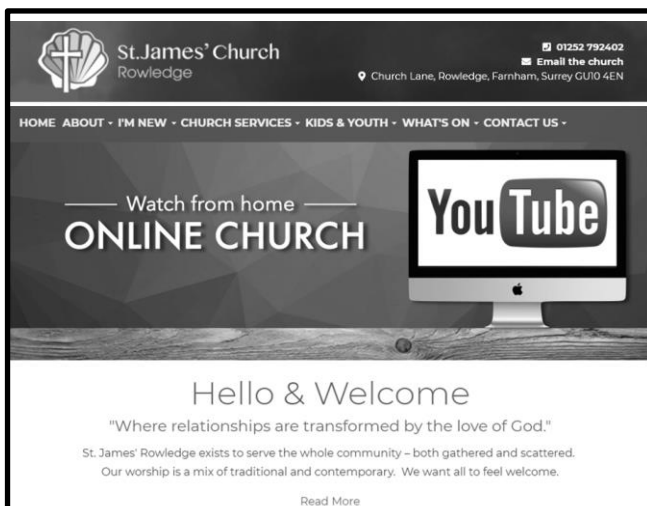 St.James' Church
Rowledge
01252 792402
Email the church
Church Lane, Rowledge, Farnham, Surrey GU10 4EN
HOME ABOUT - I'M NEW - CHURCH SERVICES - KIDS & YOUTH - WHAT'S ON - CONTACT US -
Watch from home
ONLINE CHURCH
YouTube
Hello & Welcome
"Where relationships are transformed by the love of God."
St. James' Rowledge exists to serve the whole community – both gathered and scattered.
Our worship is a mix of traditional and contemporary. We want all to feel welcome.
Read More